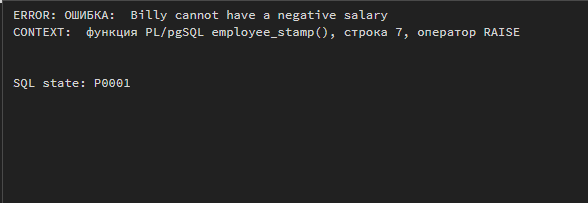 ERROR: ОШИБКА:  Billy cannot have a negative salary
CONTEXT:  функция PL/pgSQL employee_stamp(), строка 7, оператор RAISE
SQL state: P0001